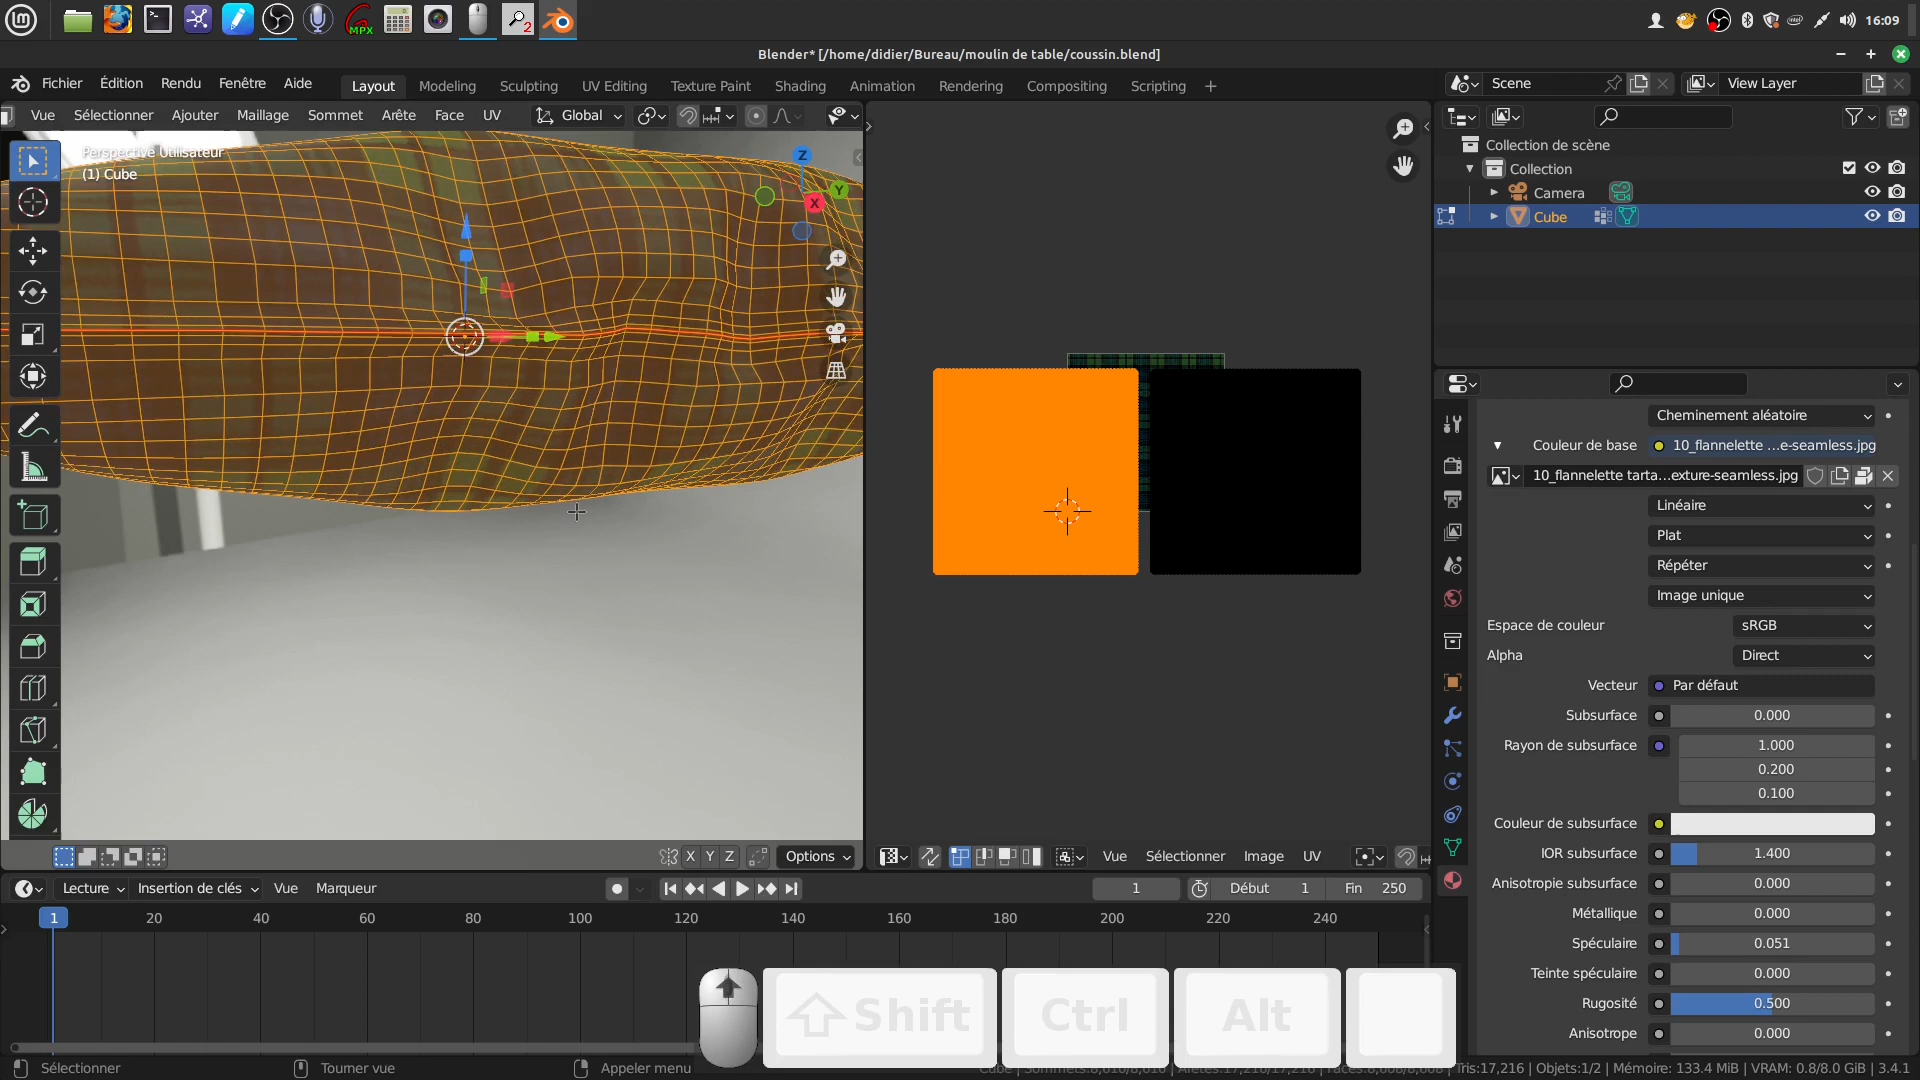 MPX
2
16:09
Blender* [/home/didier/Bureau/moulin de table/coussin.blend]
Fichier Édition Rendu Fenêtre Aide
Layout Modeling Sculpting UV Editing Texture Paint Shading Animation Rendering Compositing Scripting +
Scene View Layer
Vue Sélectionner Ajouter Maillage Sommet Arête Face UV Global
Perspective Utilisateur
(1) Cube
Z
Y
X
Collection de scène
Collection
Camera
Cube
Cheminement aléatoire
Couleur de base 10_flannelette ...e-seamless.jpg
10_flannelette tarta...exture-seamless.jpg
Linéaire
Plat
Répéter
Image unique
Espace de couleur sRGB
Alpha Direct
Vecteur Par défaut
Subsurface 0.000
Rayon de subsurface 1.000
0.200
0.100
Couleur de subsurface
IOR subsurface 1.400
Anisotropie subsurface 0.000
Métallique 0.000
Spéculaire 0.051
Teinte spéculaire 0.000
Rugosité 0.500
Anisotrope 0.000
X Y Z Options
Vue Sélectionner Image UV
Lecture Insertion de clés Vue Marqueur
1 Début 1 Fin 250
1 20 40 60 80 100 120 140 160 180 200 220 240
Shift Ctrl Alt
Sélectionner Tourner vue Appeler menu
Tris:17,216 | Objets:1/2 | Mémoire: 133.4 MiB | VRAM: 0.8/8.0 GiB | 3.4.1